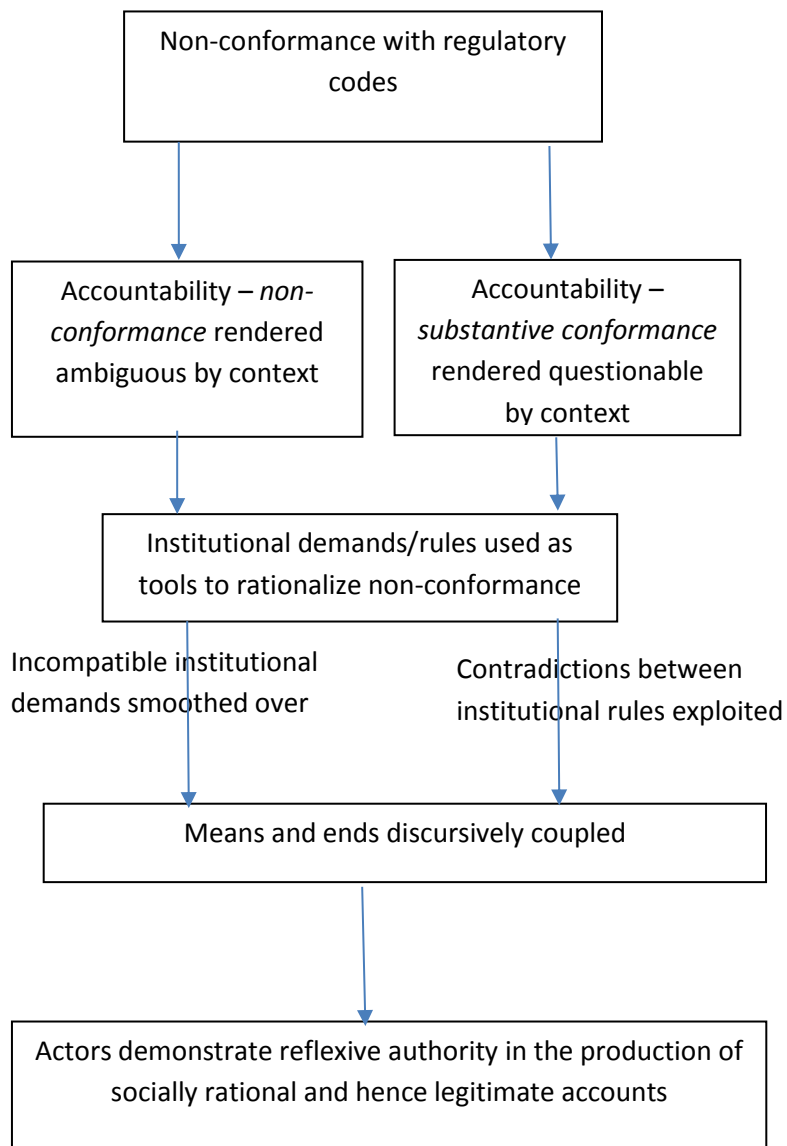 Non-conformance with regulatory
codes
Accountability – non-
conformance rendered
ambiguous by context
Accountability –
substantive conformance
rendered questionable
by context
Institutional demands/rules used as
tools to rationalize non-conformance
Incompatible institutional
demands smoothed over
Contradictions between
institutional rules exploited
Means and ends discursively coupled
Actors demonstrate reflexive authority in the production of
socially rational and hence legitimate accounts